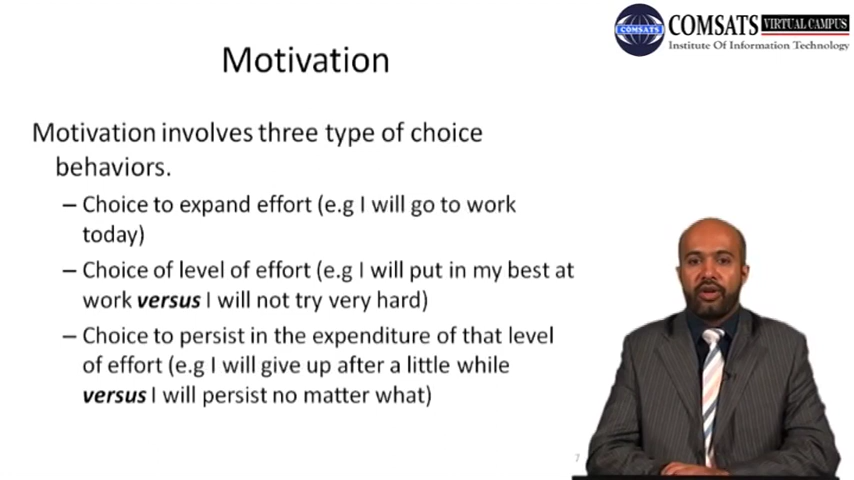 COMSATS VIRTUAL CAMPUS
Institute Of Information Technology
COMSATS
Motivation
Motivation involves three type of choice
behaviors.
– Choice to expand effort (e.g I will go to work
today)
– Choice of level of effort (e.g I will put in my best at
work versus I will not try very hard)
– Choice to persist in the expenditure of that level
of effort (e.g I will give up after a little while
versus I will persist no matter what)
7